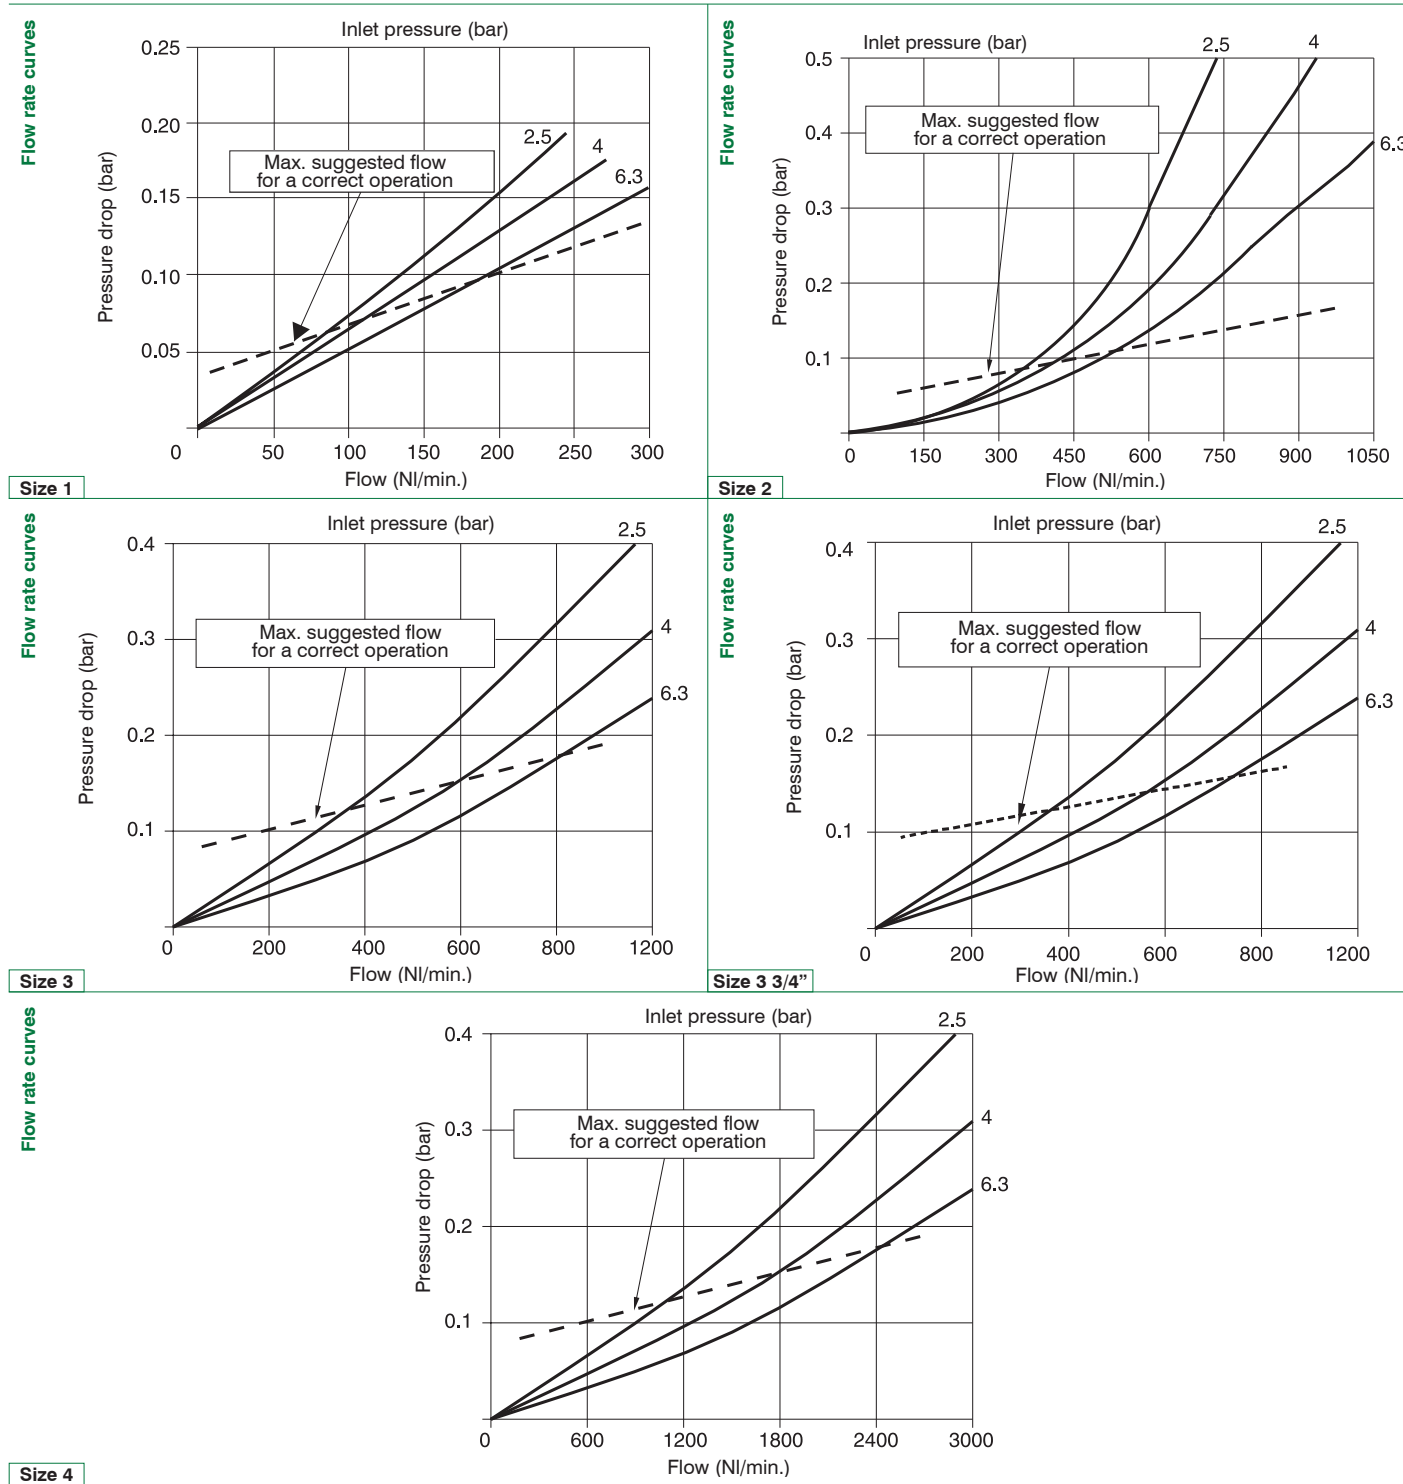 Flow rate curves
Inlet pressure (bar)
0.25
0.20
0.15
0.10
0.05
Pressure drop (bar)
2.5
4
6.3
Max. suggested flow
for a correct operation
0 50 100 150 200 250 300
Flow (Nl/min.)
Size 1
Flow rate curves
Inlet pressure (bar)
2.5
4
6.3
0.5
0.4
0.3
0.2
0.1
Pressure drop (bar)
Max. suggested flow
for a correct operation
0 150 300 450 600 750 900 1050
Flow (Nl/min.)
Size 2
Flow rate curves
Inlet pressure (bar)
2.5
4
6.3
0.4
0.3
0.2
0.1
Pressure drop (bar)
Max. suggested flow
for a correct operation
0 200 400 600 800 1200
Flow (Nl/min.)
Size 3
Flow rate curves
Inlet pressure (bar)
2.5
4
6.3
0.4
0.3
0.2
0.1
Pressure drop (bar)
Max. suggested flow
for a correct operation
0 200 400 600 800 1200
Flow (Nl/min.)
Size 3 3/4”
Flow rate curves
Inlet pressure (bar)
2.5
4
6.3
0.4
0.3
0.2
0.1
Pressure drop (bar)
Max. suggested flow
for a correct operation
0 600 1200 1800 2400 3000
Flow (Nl/min.)
Size 4